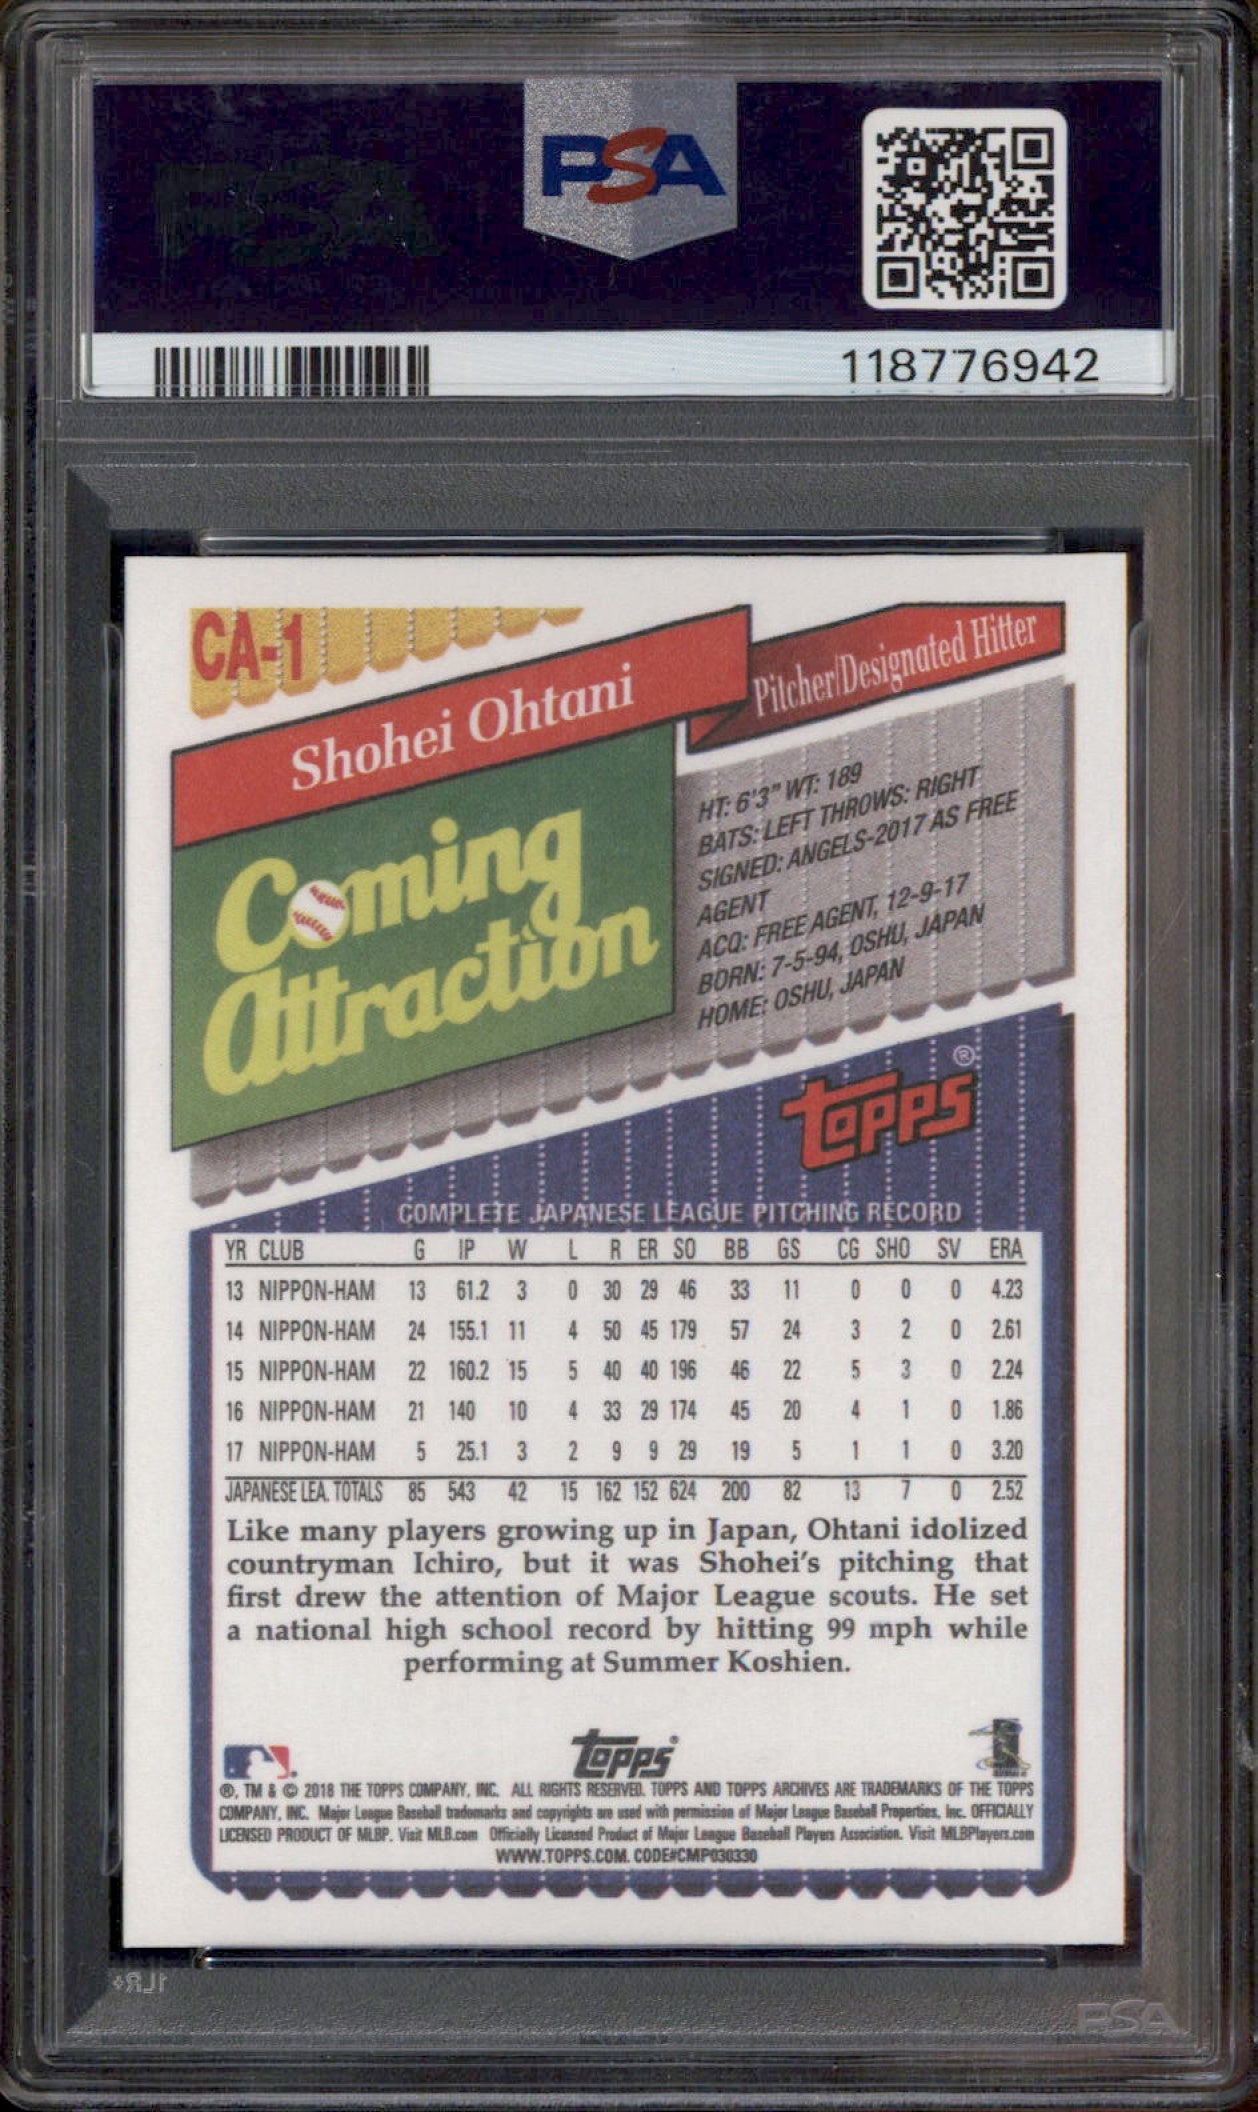 PSA
118776942
CA-1
Shohei Ohtani
Pitcher/Designated Hitter
Coming
Attraction
HT: 6'3" WT: 189
BATS: LEFT THROWS: RIGHT
SIGNED: ANGELS-2017 AS FREE
AGENT
ACQ: FREE AGENT, 12-9-17
BORN: 7-5-94, OSHU, JAPAN
HOME: OSHU, JAPAN
topps®
COMPLETE JAPANESE LEAGUE PITCHING RECORD
YR CLUB G IP W L R ER SO BB GS CG SHO SV ERA
13 NIPPON-HAM 13 61.2 3 0 30 29 46 33 11 0 0 0 4.23
14 NIPPON-HAM 24 155.1 11 4 50 45 179 57 24 3 2 0 2.61
15 NIPPON-HAM 22 160.2 15 5 40 40 196 46 22 5 3 0 2.24
16 NIPPON-HAM 21 140 10 4 33 29 174 45 20 4 1 0 1.86
17 NIPPON-HAM 5 25.1 3 2 9 9 29 19 5 1 1 0 3.20
JAPANESE LEA. TOTALS 85 543 42 15 162 152 624 200 82 13 7 0 2.52
Like many players growing up in Japan, Ohtani idolized
countryman Ichiro, but it was Shohei's pitching that
first drew the attention of Major League scouts. He set
a national high school record by hitting 99 mph while
performing at Summer Koshien.
topps®
®, TM & © 2018 THE TOPPS COMPANY, INC. ALL RIGHTS RESERVED. TOPPS AND TOPPS ARCHIVES ARE TRADEMARKS OF THE TOPPS
COMPANY, INC. Major League Baseball trademarks and copyrights are used with permission of Major League Baseball Properties, Inc. OFFICIALLY
LICENSED PRODUCT OF MLBP. Visit MLB.com Officially Licensed Product of Major League Baseball Players Association. Visit MLBPlayers.com
WWW.TOPPS.COM. CODE#CMP030330
1LR+
PSA